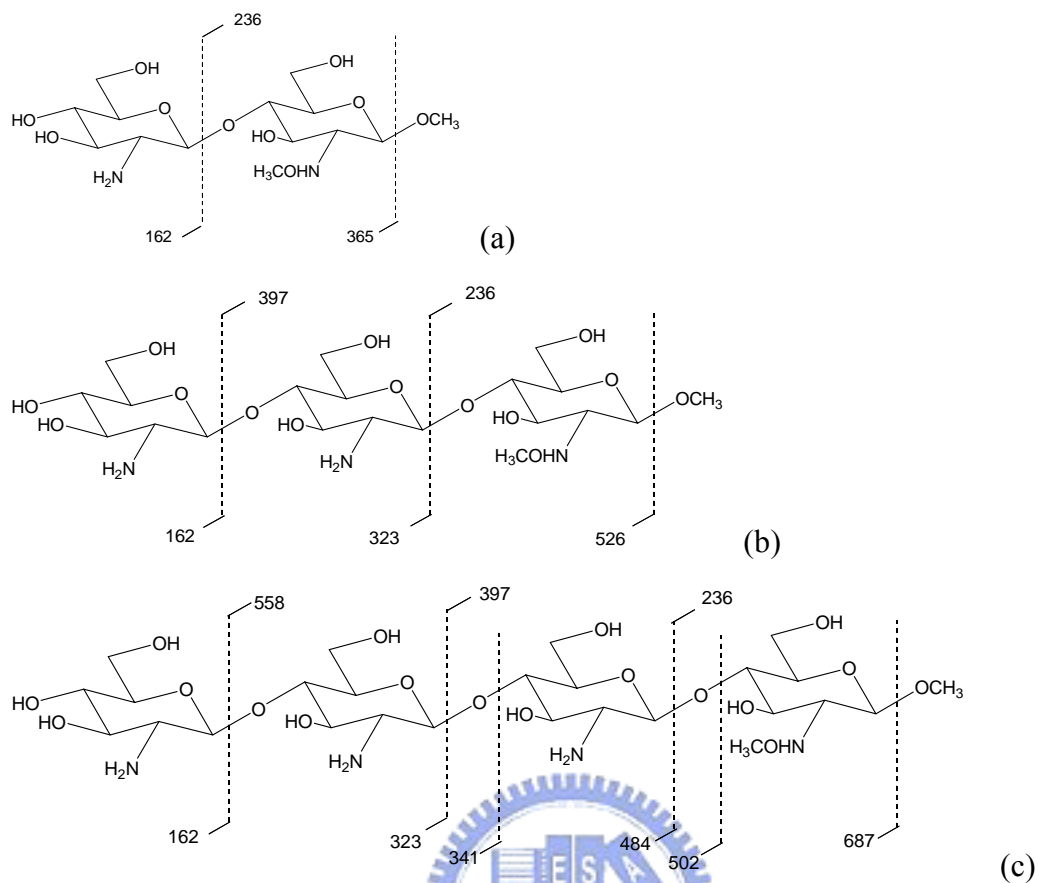 236
OH
OH
HO
O
O
O
OCH3
HO
HO
H2N
H3COHN
162
365
(a)
397
236
OH
OH
OH
HO
O
O
O
O
O
OCH3
HO
HO
HO
H2N
H2N
H3COHN
162
323
526
(b)
558
397
236
OH
OH
OH
OH
HO
O
O
O
O
O
O
O
OCH3
HO
HO
HO
HO
H2N
H2N
H2N
H3COHN
162
323
341
484
502
687
ESA
(c)